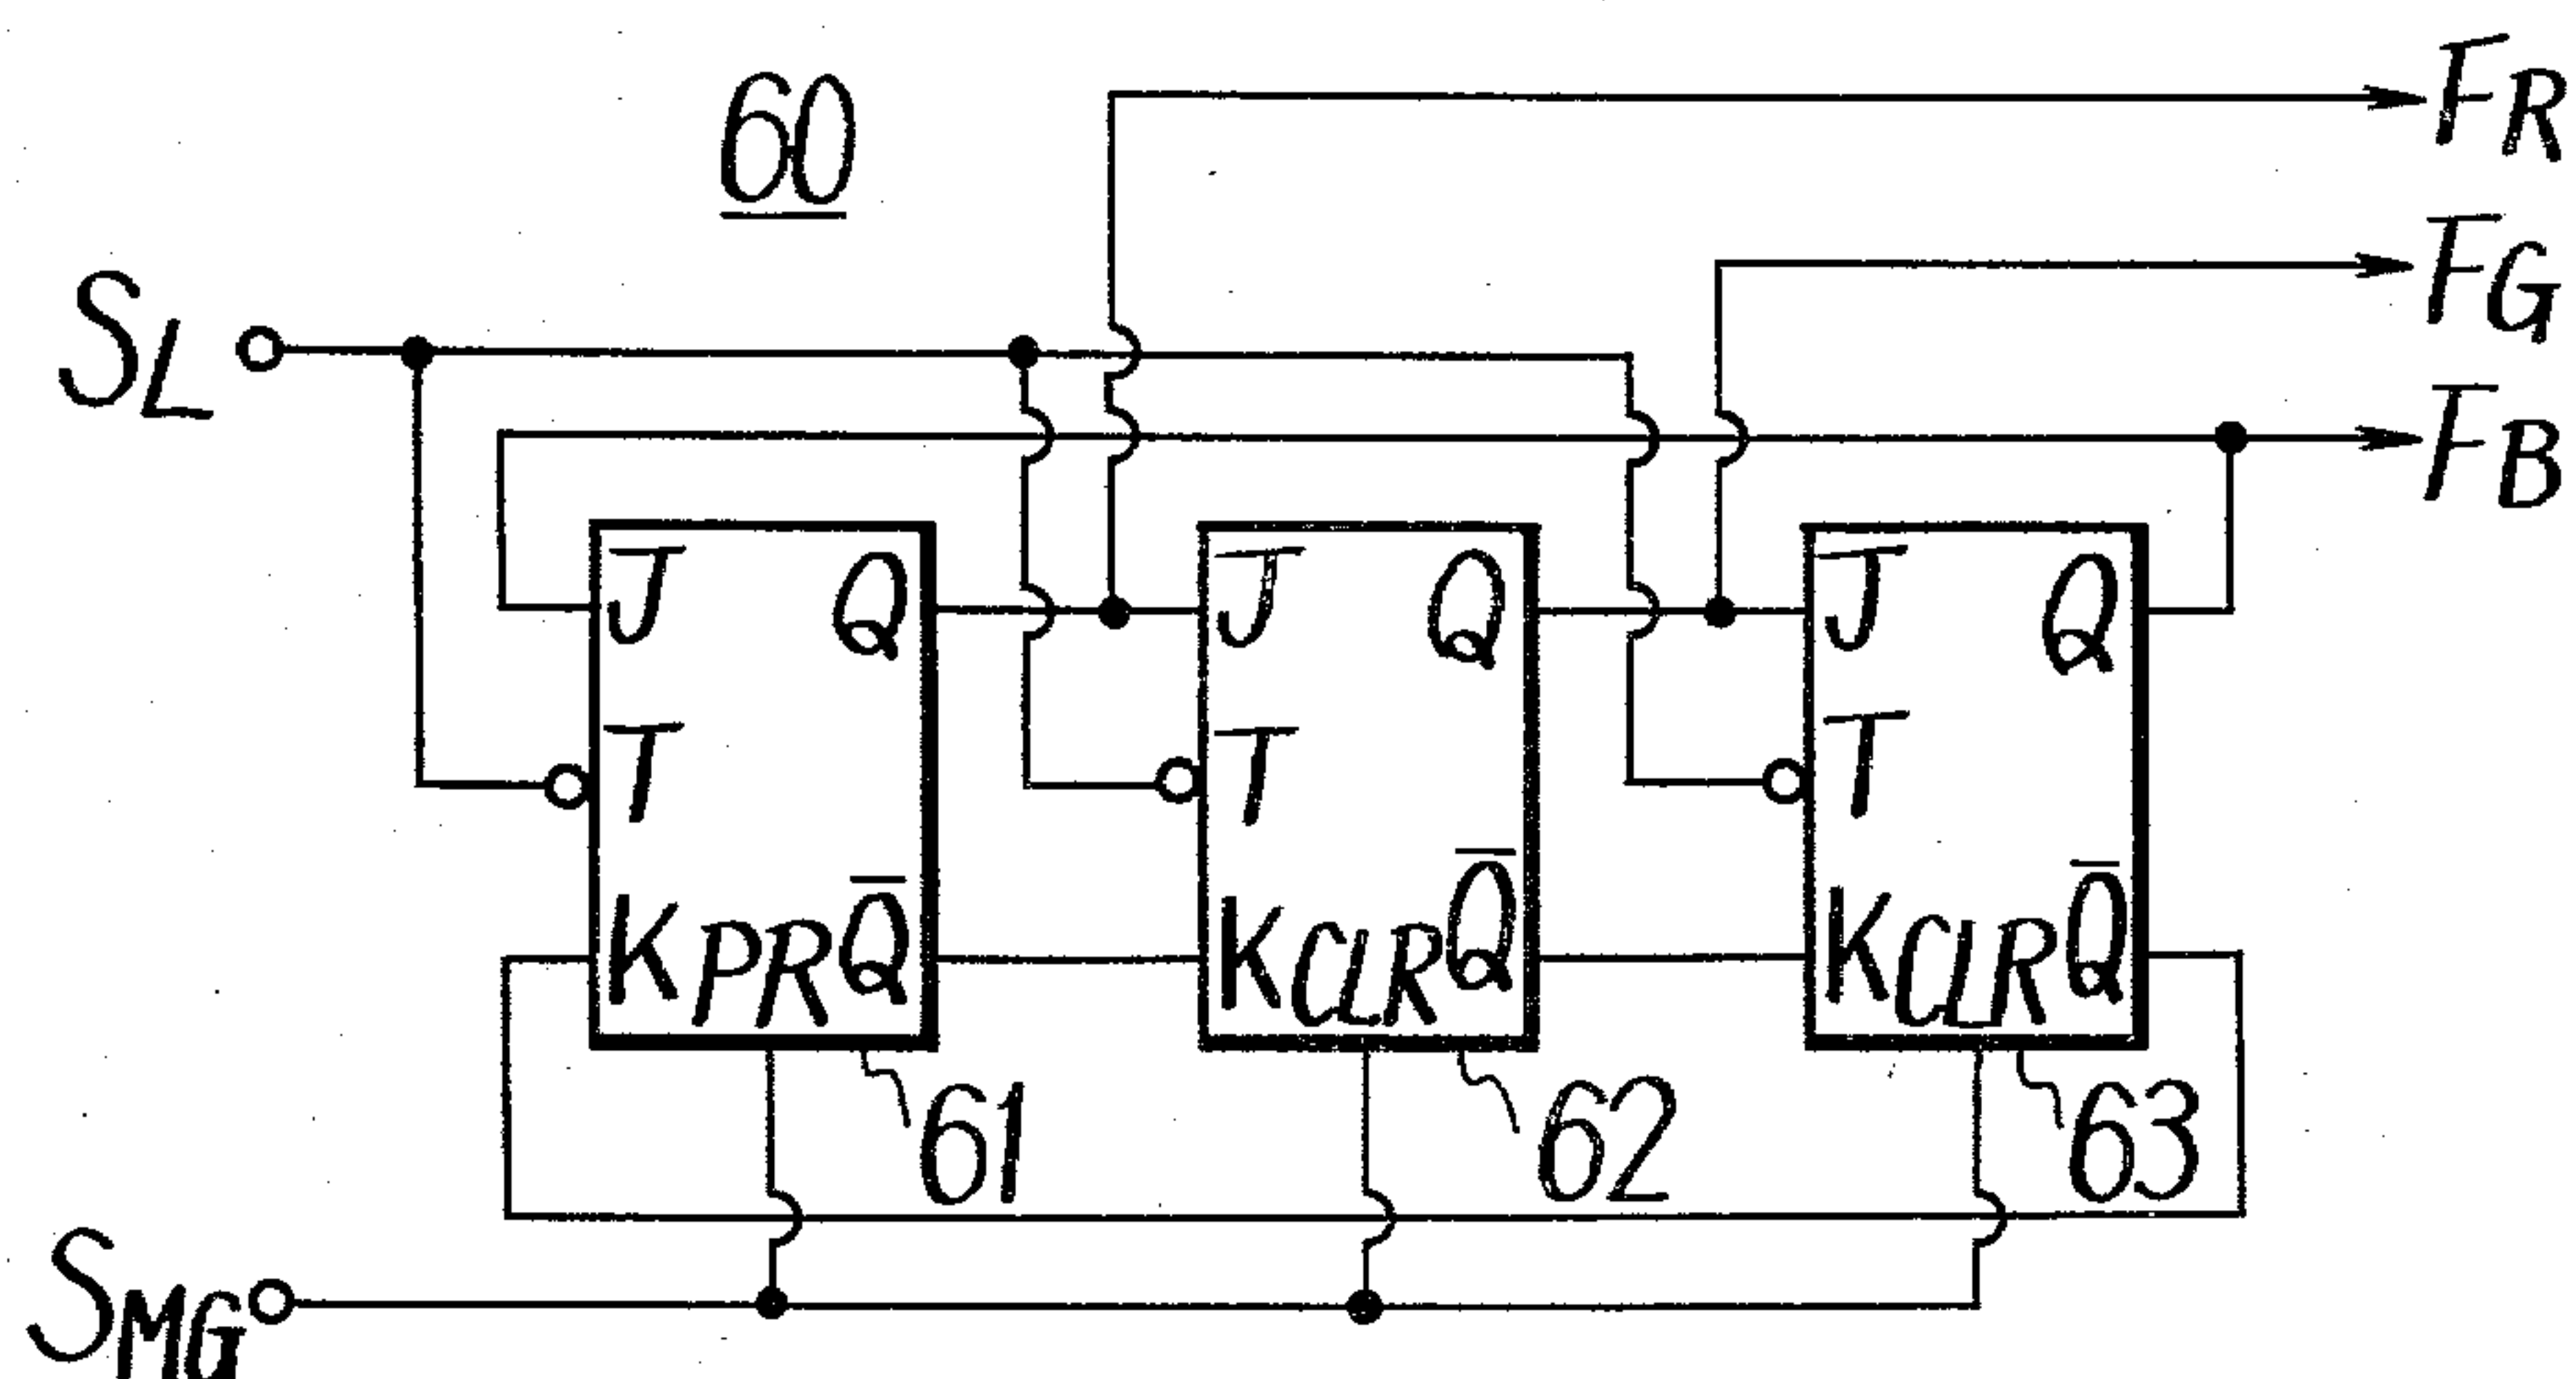 60
FR
FG
SL
FB
J Q
T
K PR Q̅
J Q
T
K CLR Q̅
J Q
T
K CLR Q̅
61
62
63
SMG